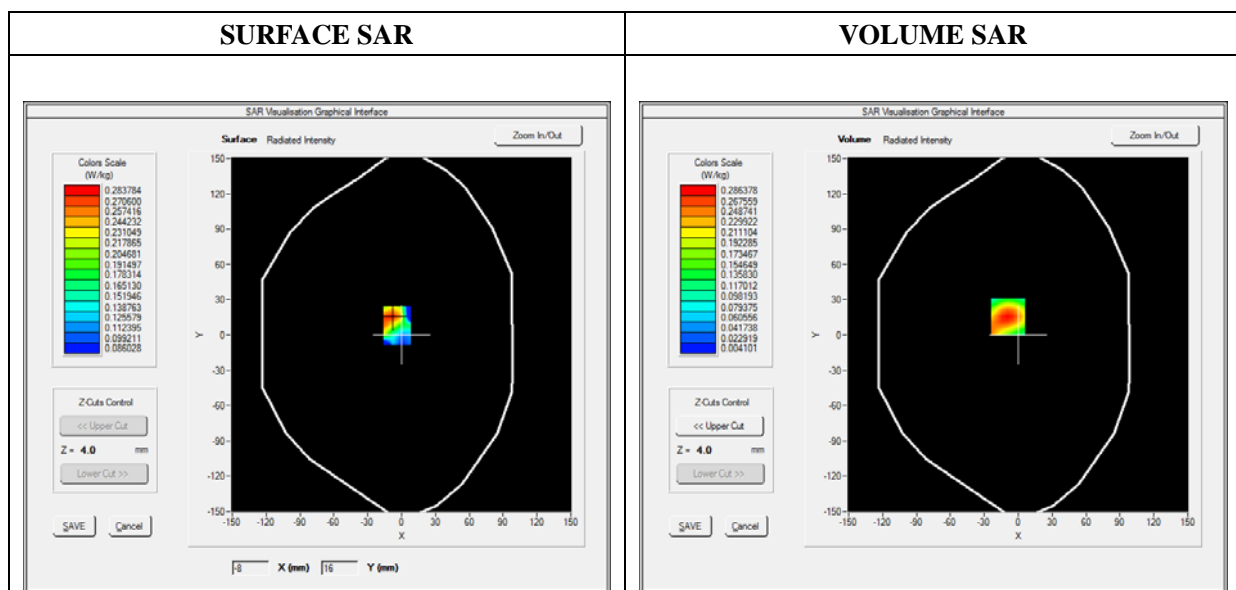 SURFACE SAR
VOLUME SAR
SAR Visualisation Graphical Interface
Surface Radiated Intensity
Zoom In/Out
Colors Scale
(W/kg)
0.283784
0.270600
0.257416
0.244232
0.231049
0.217865
0.204681
0.191497
0.178314
0.165130
0.151946
0.138763
0.125579
0.112395
0.099211
0.086028
Z-Cuts Control
<< Upper Cut
Z = 4.0 mm
Lower Cut >>
SAVE Cancel
150
120
90
60
30
0
-30
-60
-90
-120
-150
Y
-150 -120 -90 -60 -30 0 30 60 90 120 150
X
-8 X (mm) 16 Y (mm)
SAR Visualisation Graphical Interface
Volume Radiated Intensity
Zoom In/Out
Colors Scale
(W/kg)
0.286378
0.267559
0.248741
0.229922
0.211104
0.192285
0.173467
0.154649
0.135830
0.117012
0.098193
0.079375
0.060556
0.041738
0.022919
0.004101
Z-Cuts Control
<< Upper Cut
Z = 4.0 mm
Lower Cut >>
SAVE Cancel
150
120
90
60
30
0
-30
-60
-90
-120
-150
Y
-150 -120 -90 -60 -30 0 30 60 90 120 150
X